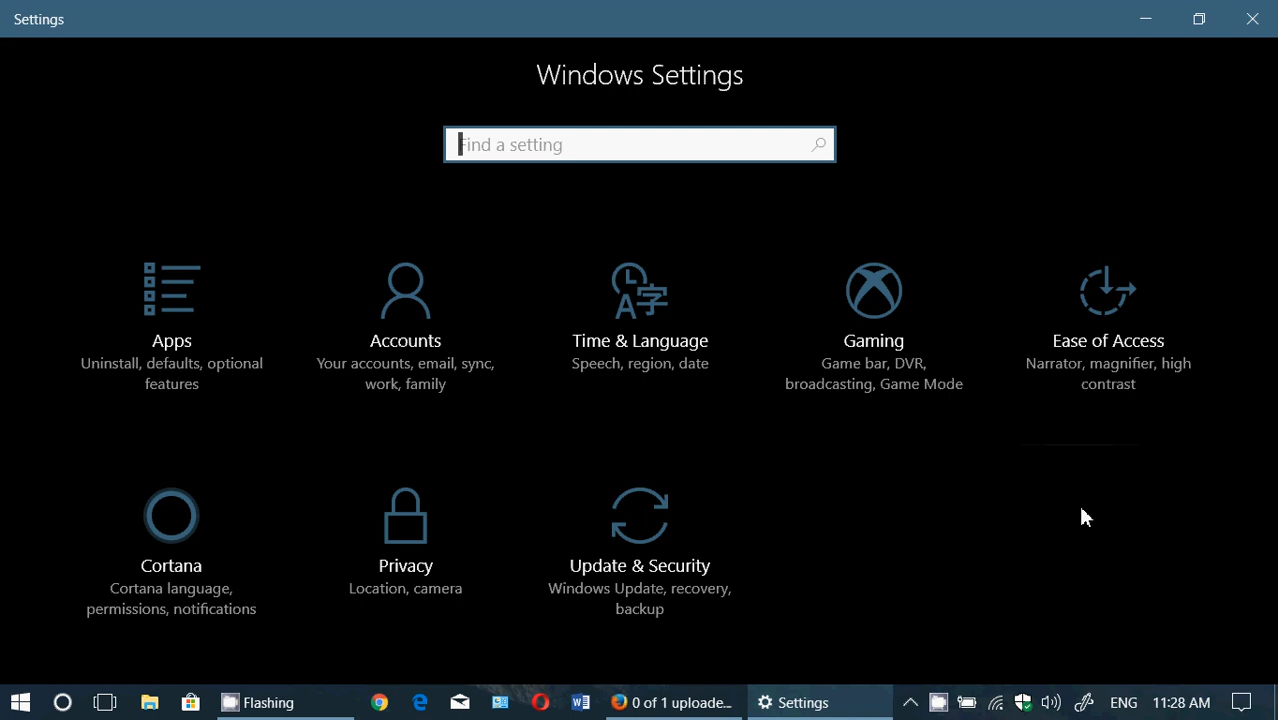 Settings
Windows Settings
Find a setting
Apps
Uninstall, defaults, optional
features
Accounts
Your accounts, email, sync,
work, family
Time & Language
Speech, region, date
Gaming
Game bar, DVR,
broadcasting, Game Mode
Ease of Access
Narrator, magnifier, high
contrast
Cortana
Cortana language,
permissions, notifications
Privacy
Location, camera
Update & Security
Windows Update, recovery,
backup
Flashing
0 of 1 uploade...
Settings
ENG
11:28 AM